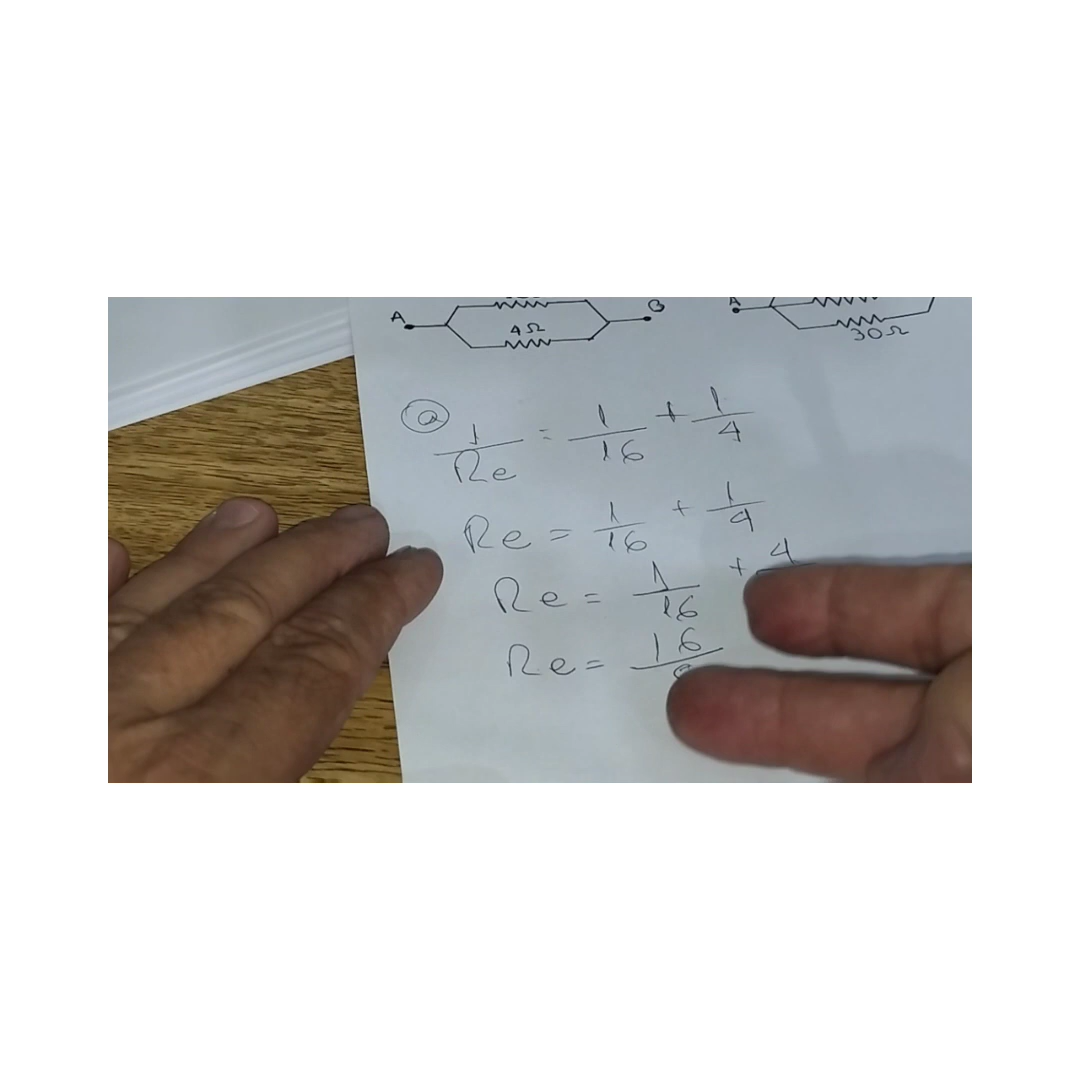 A B A
4Ω 30Ω
a 1/Re = 1/16 + 1/4
Re = 1/16 + 1/4
Re = 1/16 + 4
Re = 16